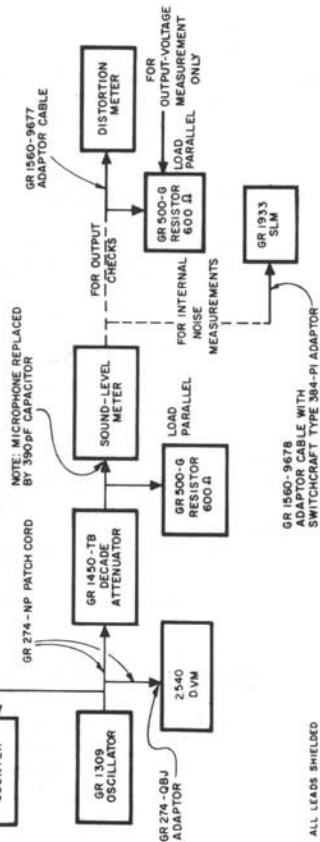 GR 1560-9677
ADAPTOR CABLE
DISTORTION
METER
FOR
OUTPUT-VOLTAGE
MEASUREMENT
ONLY
FOR OUTPUT
CHECKS
LOAD
PARALLEL
GR 500-G
RESISTOR
600 Ω
NOTE: MICROPHONE REPLACED
BY 390 pF CAPACITOR
SOUND-LEVEL
METER
FOR INTERNAL
NOISE
MEASUREMENTS
GR 1933
SLM
LOAD
PARALLEL
GR 500-G
RESISTOR
600 Ω
GR 1560-9678
ADAPTOR CABLE WITH
SWITCHCRAFT TYPE 384-P1 ADAPTOR
GR 274-NP PATCH CORD
GR 1450-TB
DECADE
ATTENUATOR
GR 1309
OSCILLATOR
2540
DVM
GR 274-QBJ
ADAPTOR
ALL LEADS SHIELDED